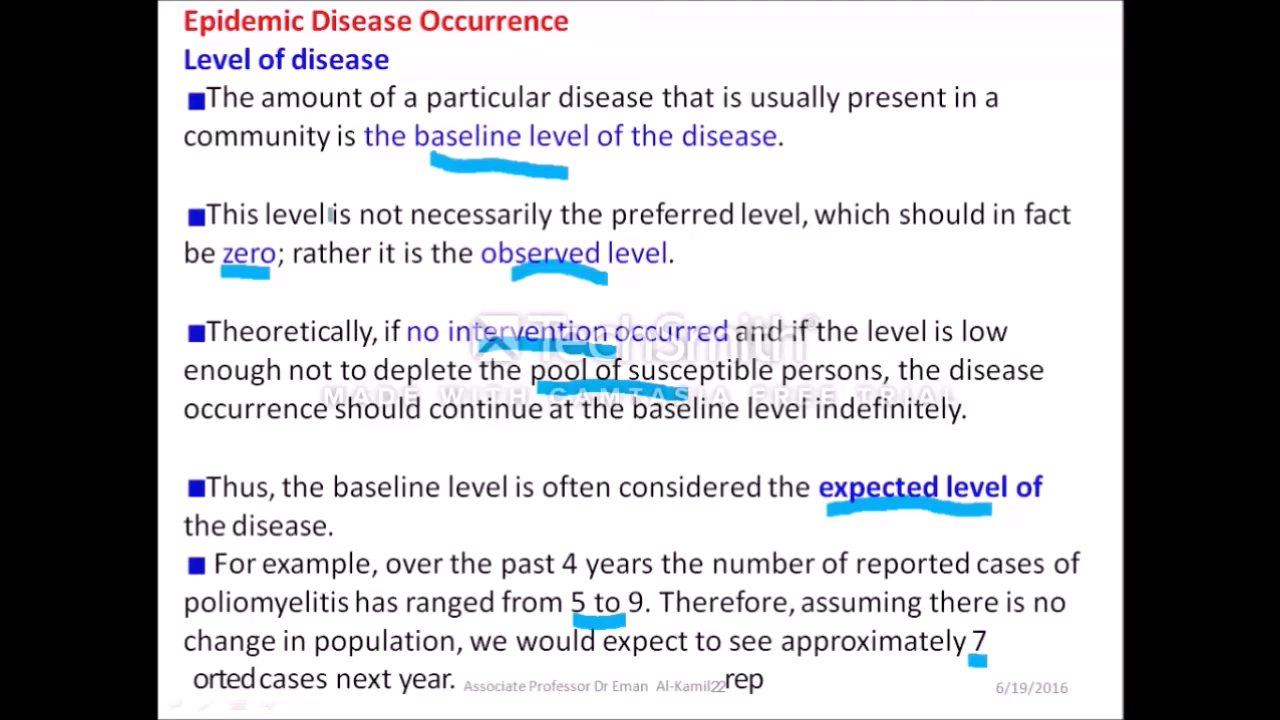 Epidemic Disease Occurrence
Level of disease
The amount of a particular disease that is usually present in a
community is the baseline level of the disease.
This level is not necessarily the preferred level, which should in fact
be zero; rather it is the observed level.
Theoretically, if no intervention occurred and if the level is low
enough not to deplete the pool of susceptible persons, the disease
occurrence should continue at the baseline level indefinitely.
TechSmith
MADE WITH CAMTASIA FREE TRIAL
Thus, the baseline level is often considered the expected level of
the disease.
For example, over the past 4 years the number of reported cases of
poliomyelitis has ranged from 5 to 9. Therefore, assuming there is no
change in population, we would expect to see approximately 7
orted cases next year. Associate Professor Dr Eman Al-Kamil 22 rep 6/19/2016